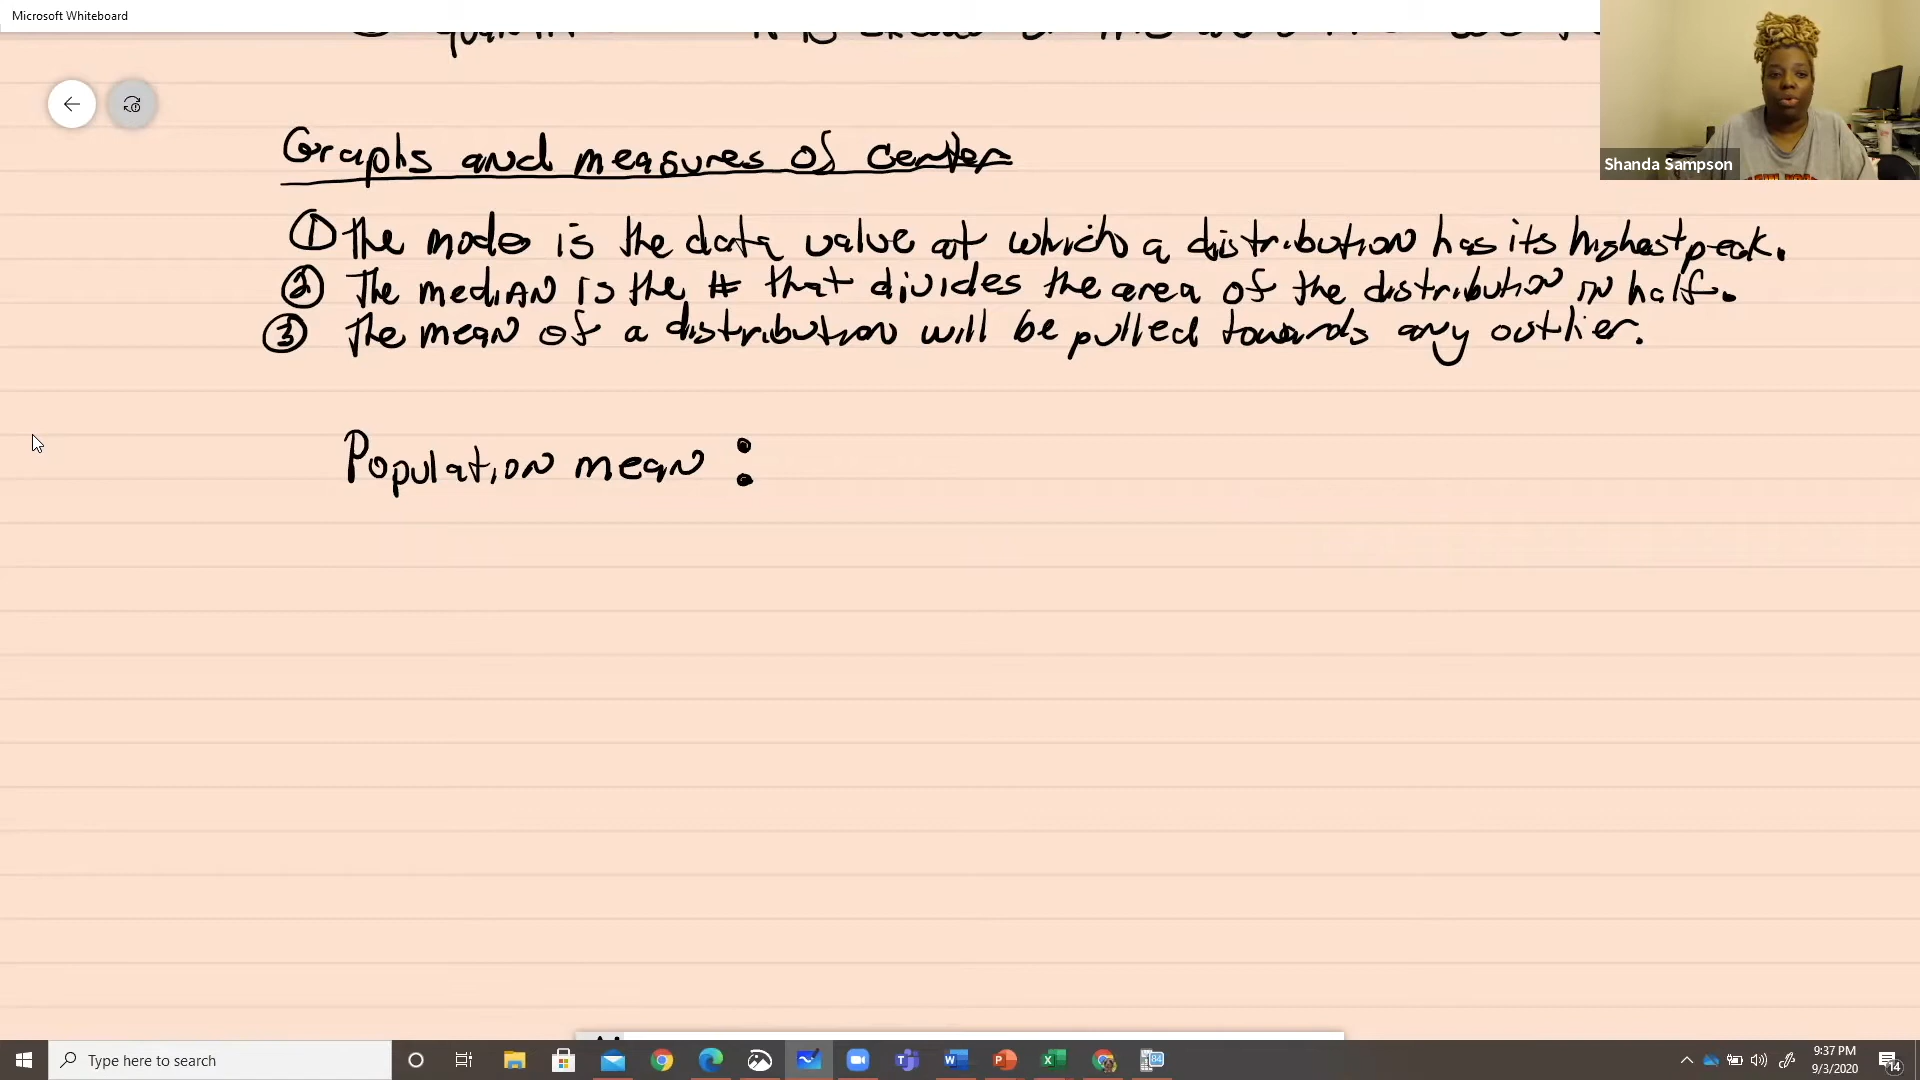 Microsoft Whiteboard
Shanda Sampson
Graphs and measures of center
① The mode is the data value at which a distribution has its highest peak.
② The median is the # that divides the area of the distribution in half.
③ The mean of a distribution will be pulled towards any outlier.
Population mean :
Type here to search
9:37 PM
9/3/2020
84
14